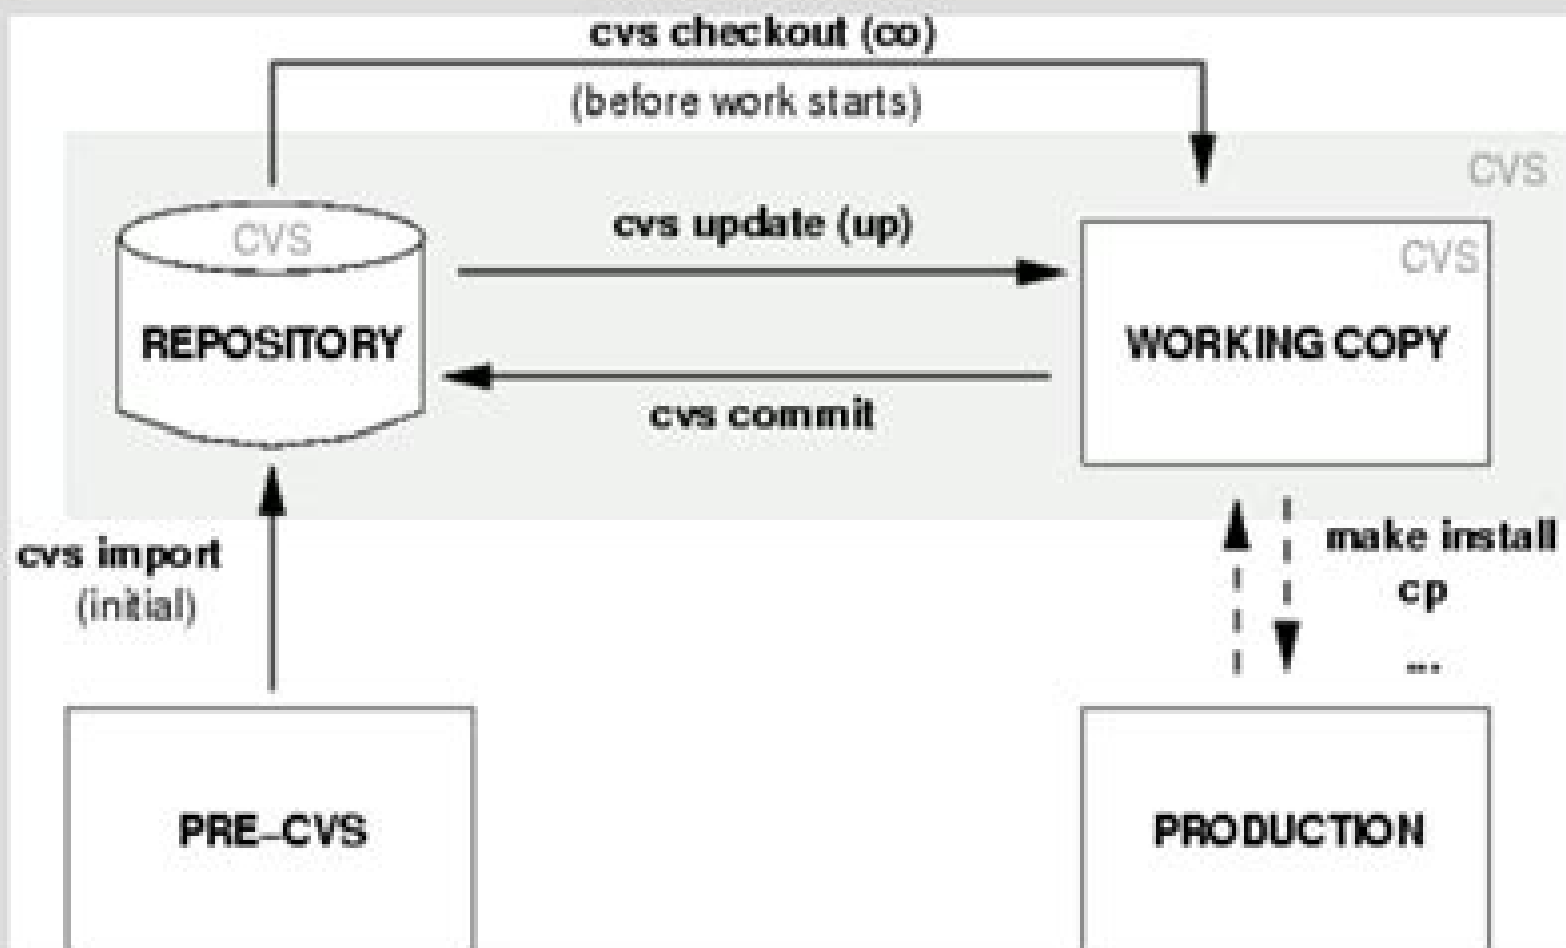 cvs checkout (co)
(before work starts)
CVS
CVS
cvs update (up)
CVS
REPOSITORY
WORKING COPY
cvs commit
cvs import
(initial)
make install
cp
...
PRE-CVS
PRODUCTION